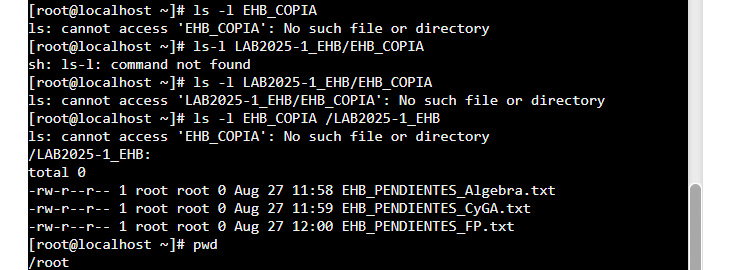 [root@localhost ~]# ls -l EHB_COPIA
ls: cannot access 'EHB_COPIA': No such file or directory
[root@localhost ~]# ls-l LAB2025-1_EHB/EHB_COPIA
sh: ls-l: command not found
[root@localhost ~]# ls -l LAB2025-1_EHB/EHB_COPIA
ls: cannot access 'LAB2025-1_EHB/EHB_COPIA': No such file or directory
[root@localhost ~]# ls -l EHB_COPIA /LAB2025-1_EHB
ls: cannot access 'EHB_COPIA': No such file or directory
/LAB2025-1_EHB:
total 0
-rw-r--r-- 1 root root 0 Aug 27 11:58 EHB_PENDIENTES_Algebra.txt
-rw-r--r-- 1 root root 0 Aug 27 11:59 EHB_PENDIENTES_CyGA.txt
-rw-r--r-- 1 root root 0 Aug 27 12:00 EHB_PENDIENTES_FP.txt
[root@localhost ~]# pwd
/root